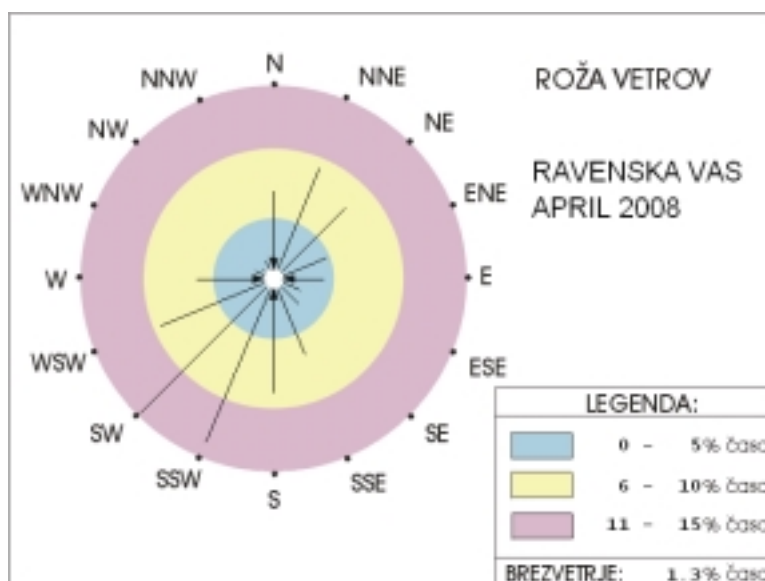 ROŽA VETROV
RAVENSKA VAS
APRIL 2008
N
NNE
NE
ENE
E
ESE
SE
SSE
S
SSW
SW
WSW
W
WNW
NW
NNW
LEGENDA:
0 - 5% časa
6 - 10% časa
11 - 15% časa
BREZVETRJE: 1.3% časa